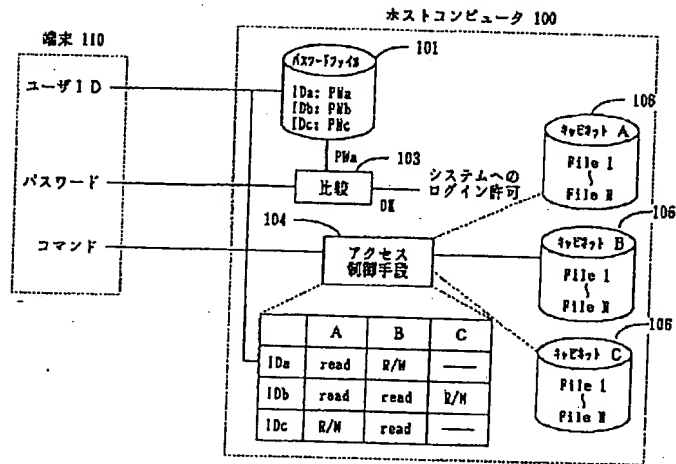 ホストコンピュータ 100
端末 110
ユーザID
パスワード
コマンド
パスワードファイル
101
IDa: PWa
IDb: PWb
IDc: PWc
PWa
103
比較
OK
システムへの
ログイン許可
104
アクセス
制御手段
106
キャビネット A
File 1
〜
File N
106
キャビネット B
File 1
〜
File N
106
キャビネット C
File 1
〜
File N
A B C
IDa read R/W ——
IDb read read R/W
IDc R/W read ——